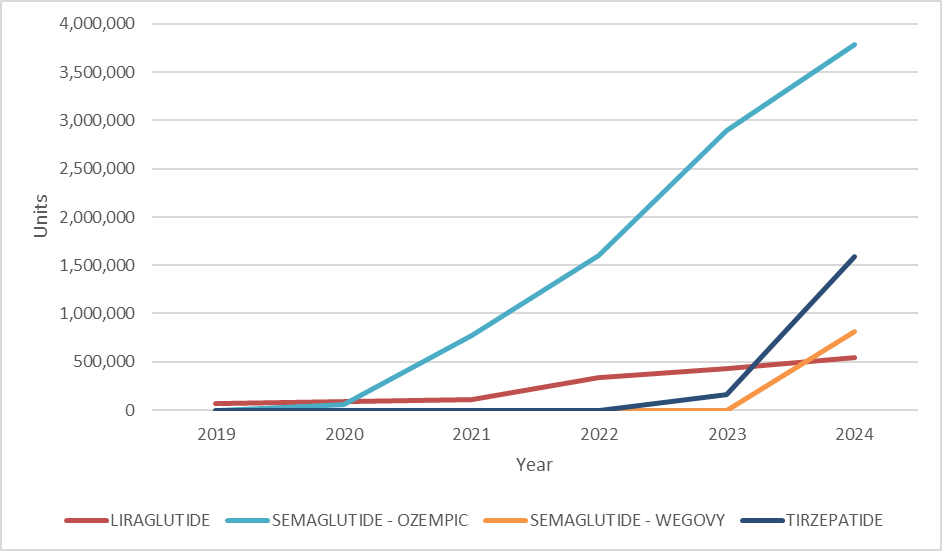 4,000,000
3,500,000
3,000,000
2,500,000
2,000,000
1,500,000
1,000,000
500,000
0
Units
2019 2020 2021 2022 2023 2024
Year
LIRAGLUTIDE SEMAGLUTIDE - OZEMPIC SEMAGLUTIDE - WEGOVY TIRZEPATIDE